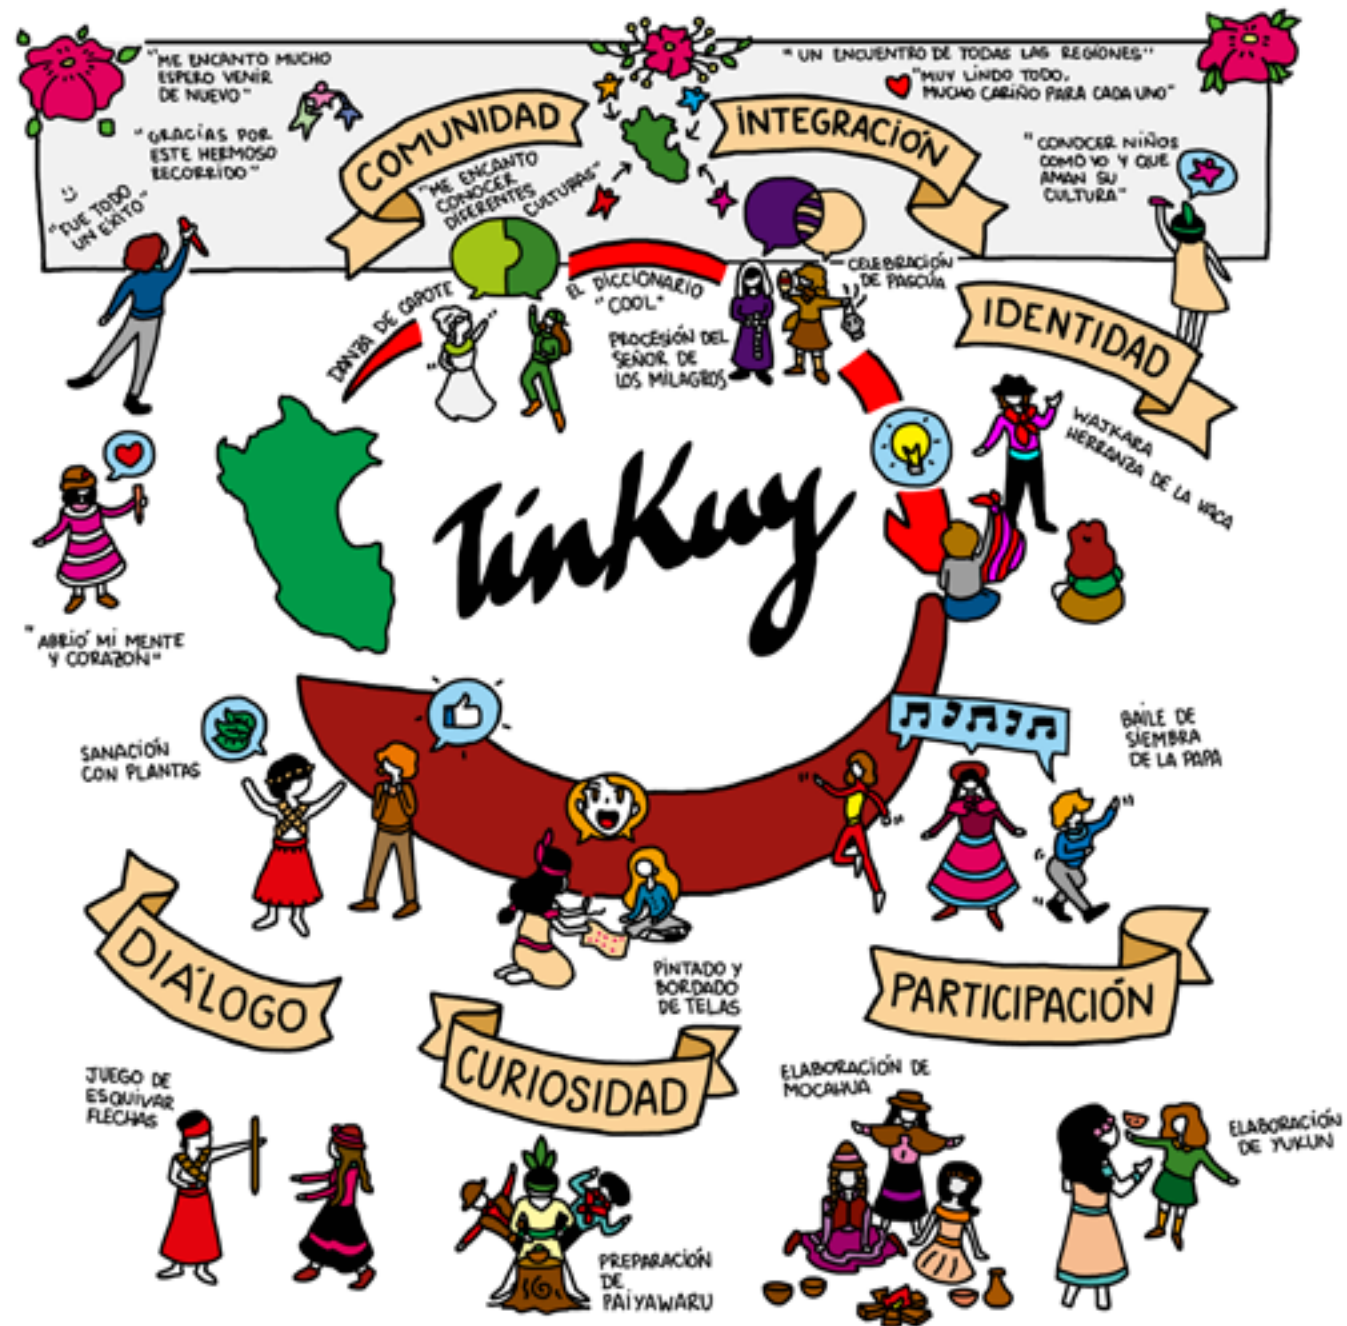 "ME ENCANTO MUCHO
ESPERO VENIR
DE NUEVO"
"GRACIAS POR
ESTE HERMOSO
RECORRIDO"
"FUE TODO
UN EXITO"
COMUNIDAD
"ME ENCANTO
CONOCER
DIFERENTES
CULTURAS"
INTEGRACIÓN
"UN ENCUENTRO DE TODAS LAS REGIONES"
"MUY LINDO TODO,
MUCHO CARIÑO PARA CADA UNO"
"CONOCER NIÑOS
COMO YO Y QUE
AMAN SU
CULTURA"
DANZA DE CAPOTE
EL DICCIONARIO
"COOL"
PROCESIÓN DEL
SEÑOR DE
LOS MILAGROS
CELEBRACIÓN
DE PASCUA
IDENTIDAD
WAJKARA
HERRANZA DE LA VACA
TinKuy
"ABRIÓ MI MENTE
Y CORAZÓN"
SANACIÓN
CON PLANTAS
BAILE DE
SIEMBRA
DE LA PAPA
DIÁLOGO
PINTADO Y
BORDADO
DE TELAS
PARTICIPACIÓN
CURIOSIDAD
JUEGO DE
ESQUIVAR
FLECHAS
PREPARACIÓN
DE
PAIYAWARU
ELABORACIÓN DE
MOCAHUA
ELABORACIÓN
DE YUKUN